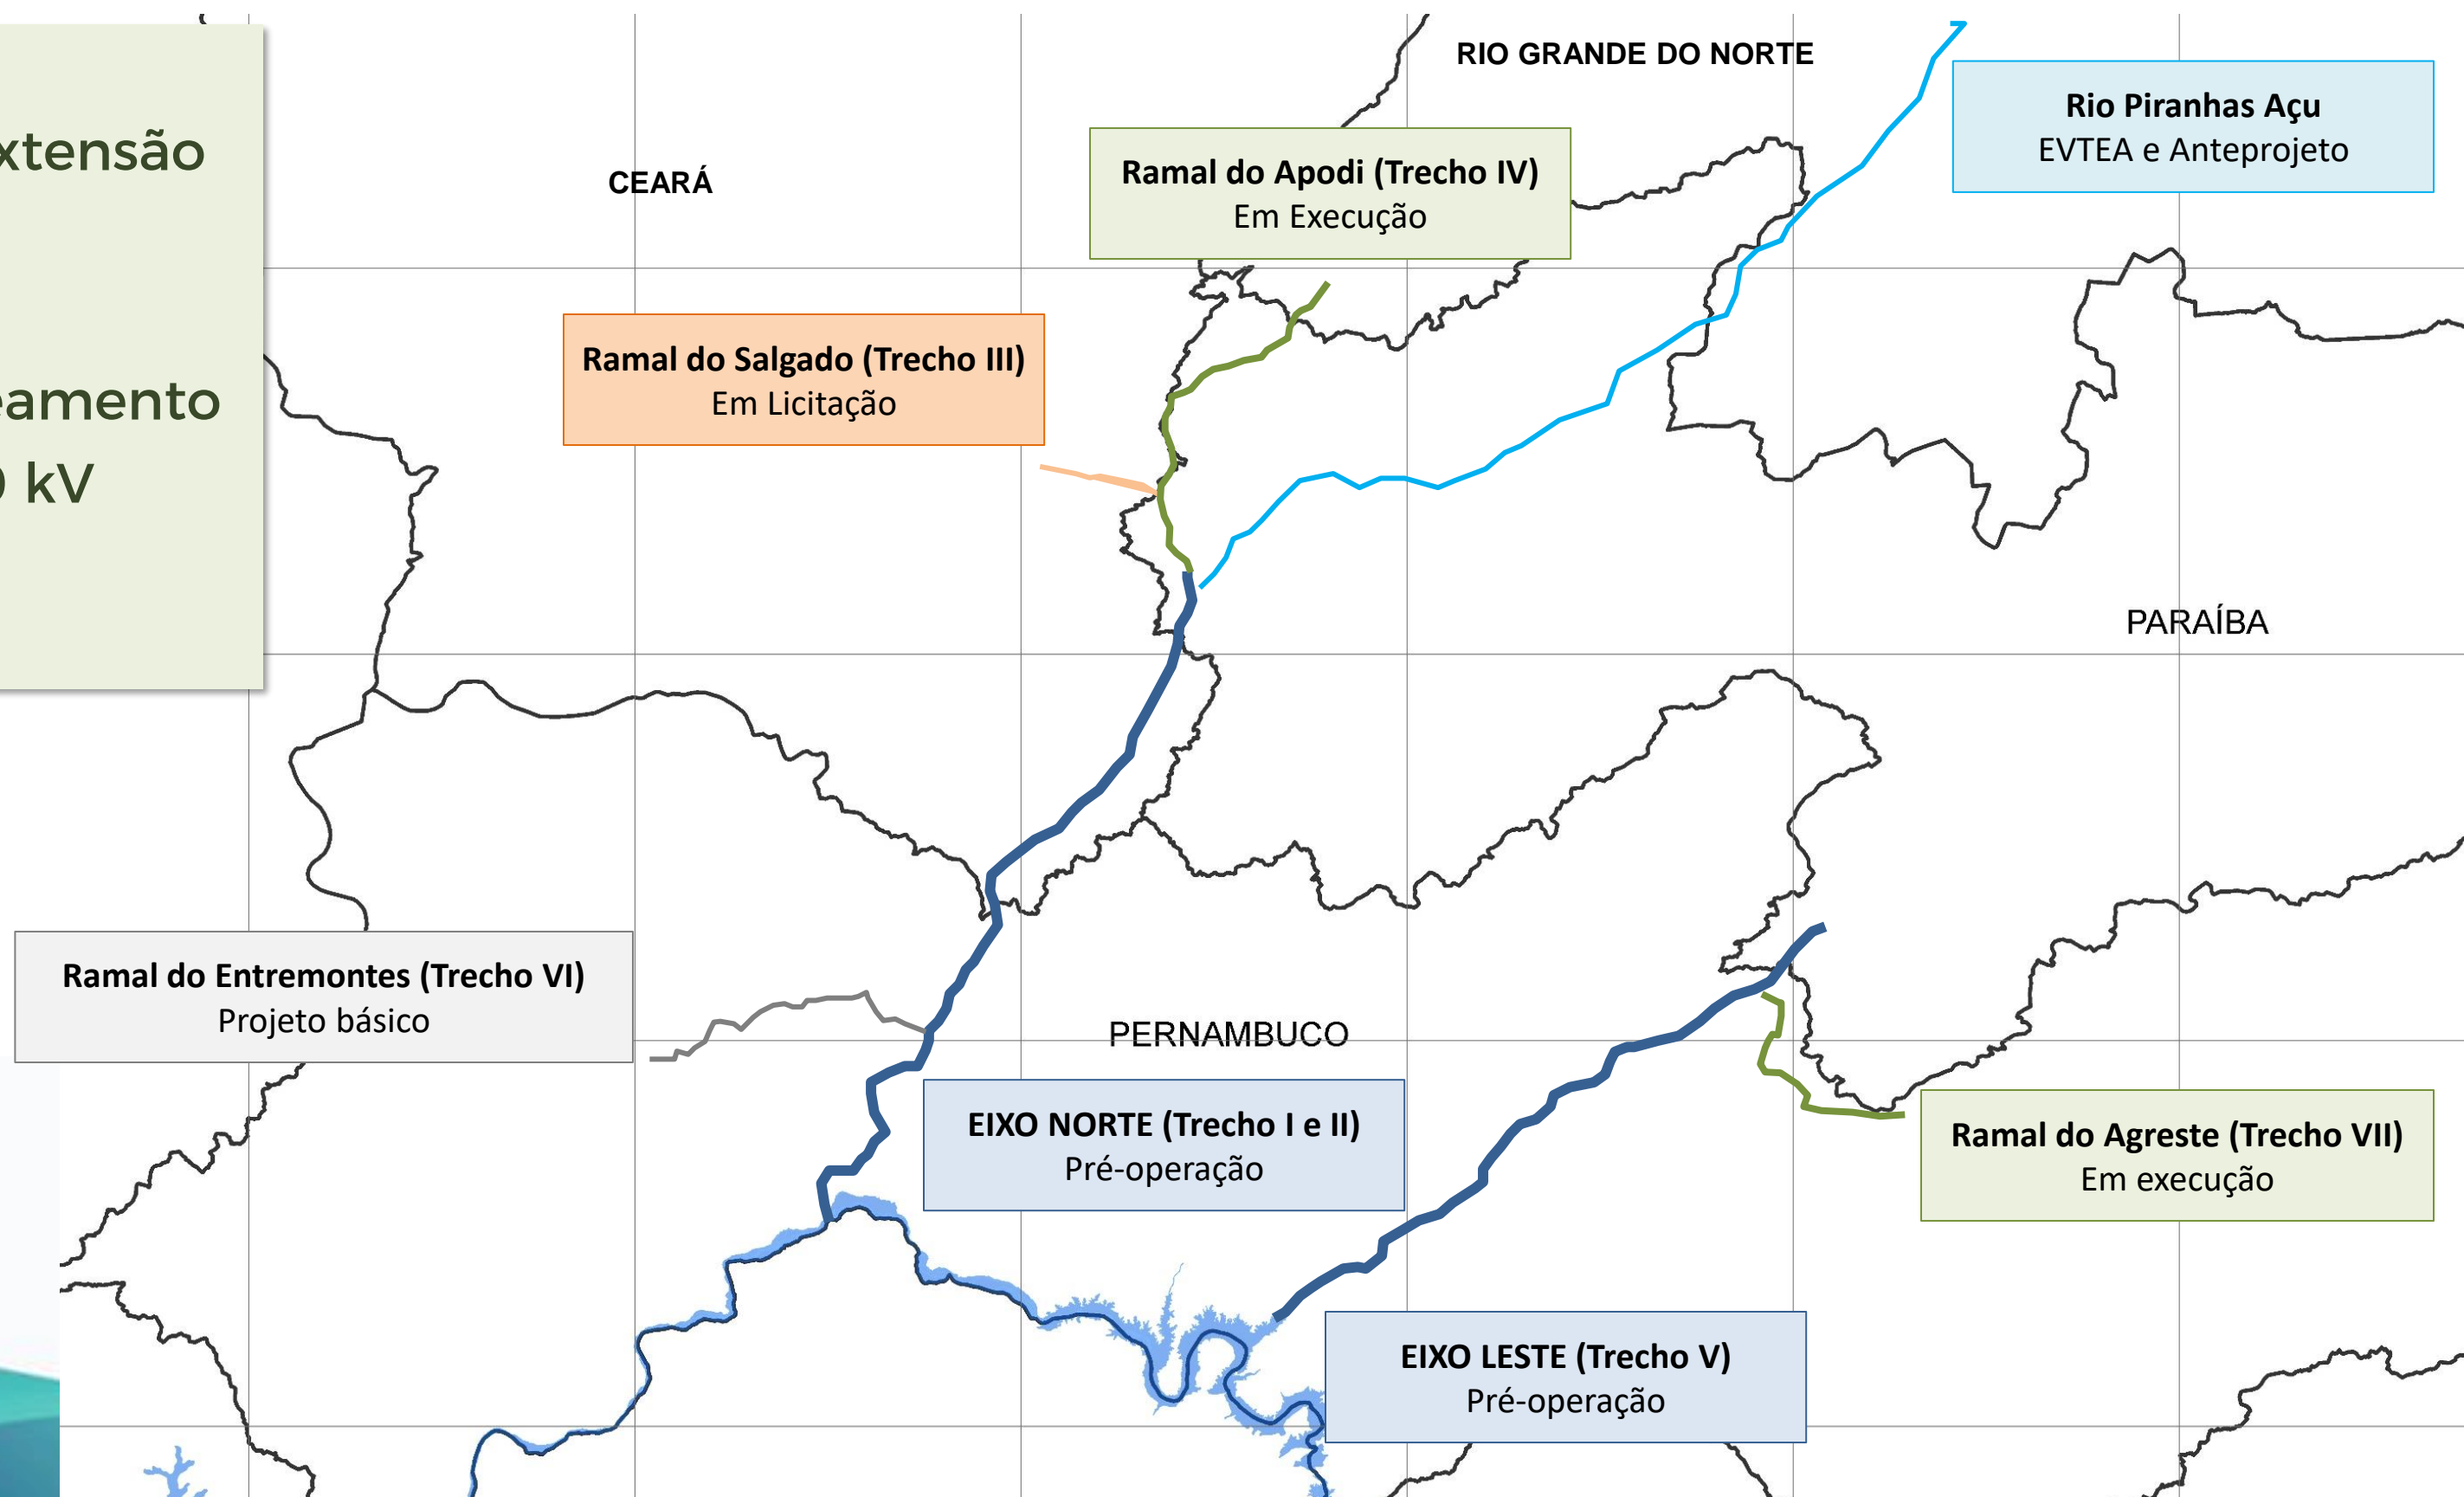 RIO GRANDE DO NORTE
Rio Piranhas Açu
EVTEA e Anteprojeto
CEARÁ
Ramal do Apodi (Trecho IV)
Em Execução
Ramal do Salgado (Trecho III)
Em Licitação
kV
PARAÍBA
Ramal do Entremontes (Trecho VI)
Projeto básico
PERNAMBUCO
EIXO NORTE (Trecho I e II)
Pré-operação
Ramal do Agreste (Trecho VII)
Em execução
EIXO LESTE (Trecho V)
Pré-operação